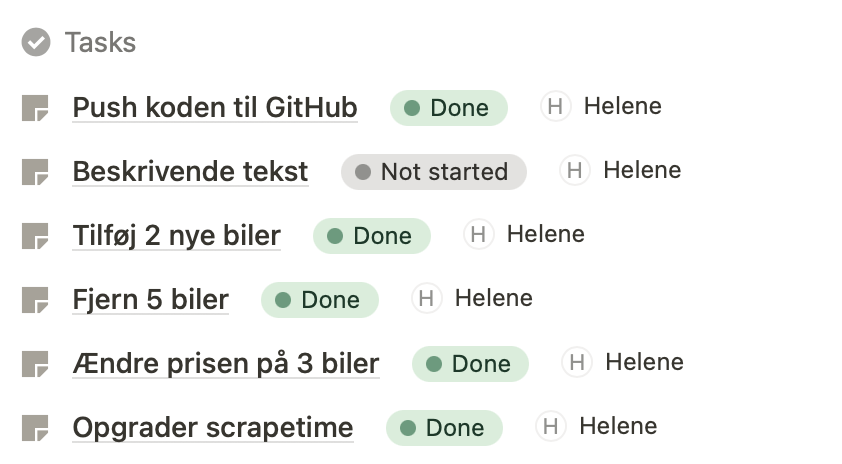 Tasks
Push koden til GitHub Done H Helene
Beskrivende tekst Not started H Helene
Tilføj 2 nye biler Done H Helene
Fjern 5 biler Done H Helene
Ændre prisen på 3 biler Done H Helene
Opgrader scrapetime Done H Helene